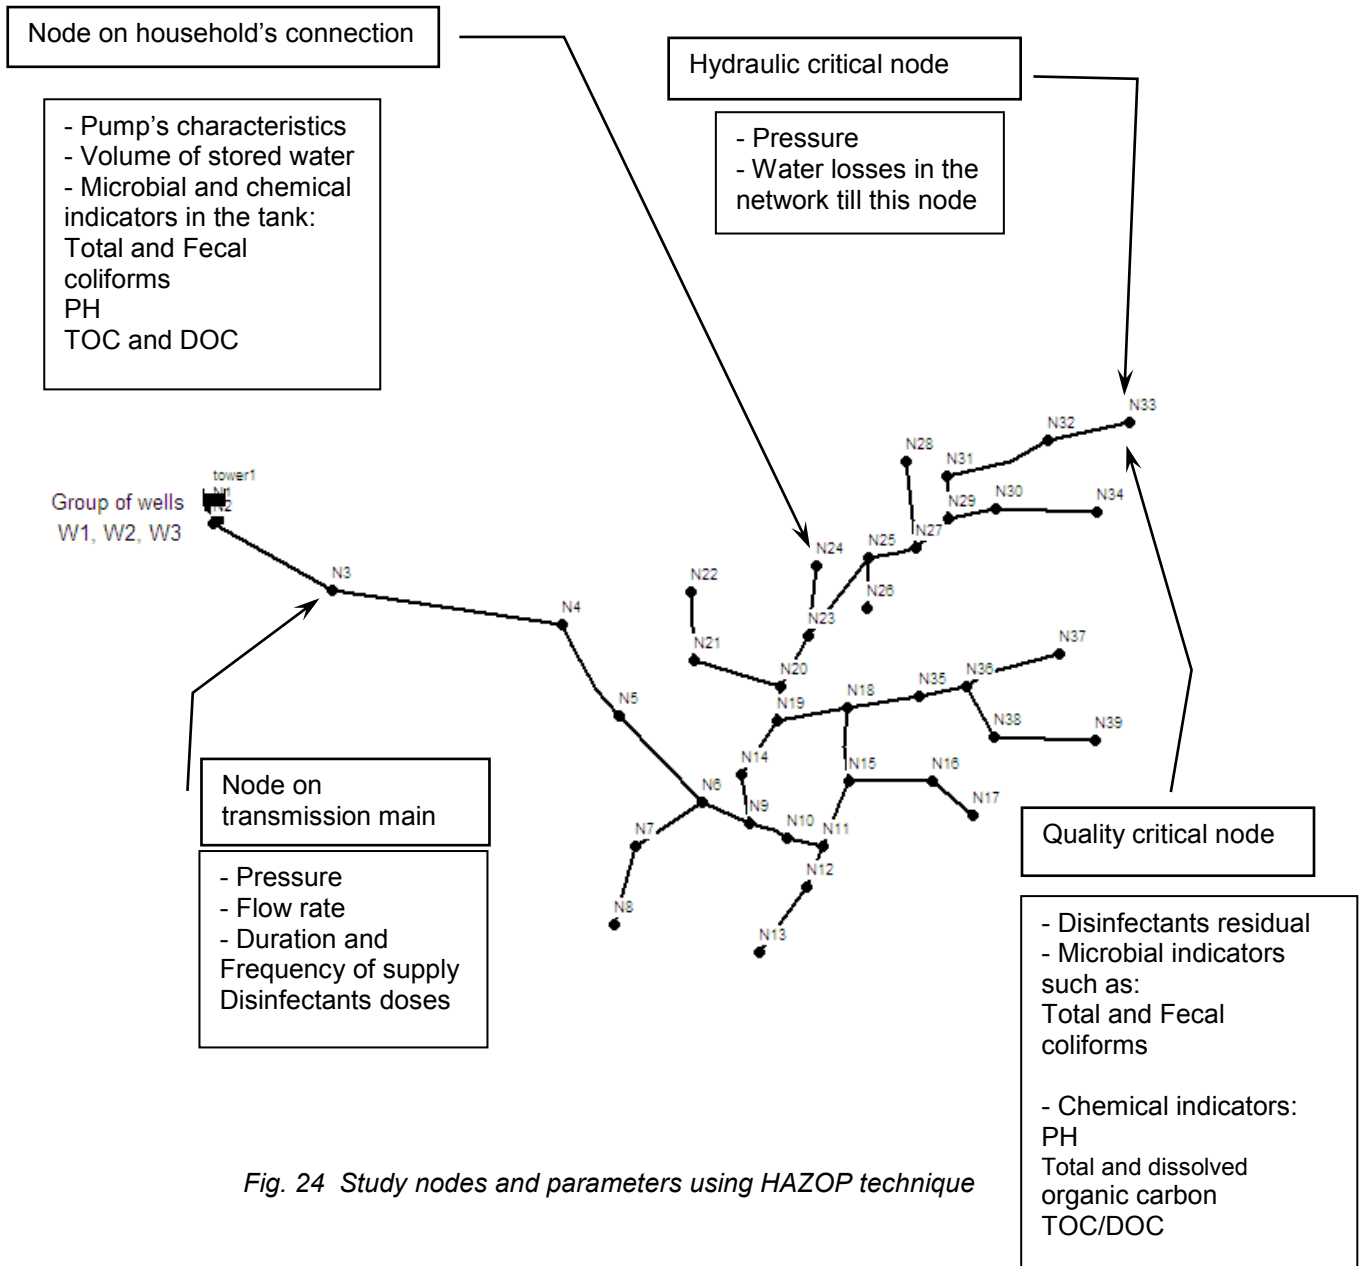 Node on household's connection
- Pump's characteristics
- Volume of stored water
- Microbial and chemical
indicators in the tank:
Total and Fecal
coliforms
PH
TOC and DOC
Hydraulic critical node
- Pressure
- Water losses in the
network till this node
tower1
N1
N2
Group of wells
W1, W2, W3
N3
N4
N5
N6
N7
N8
N9
N10
N11
N12
N13
N14
N15
N16
N17
N18
N19
N20
N21
N22
N23
N24
N25
N26
N27
N28
N29
N30
N31
N32
N33
N34
N35
N36
N37
N38
N39
Node on
transmission main
- Pressure
- Flow rate
- Duration and
Frequency of supply
Disinfectants doses
Quality critical node
- Disinfectants residual
- Microbial indicators
such as:
Total and Fecal
coliforms
- Chemical indicators:
PH
Total and dissolved
organic carbon
TOC/DOC
Fig. 24 Study nodes and parameters using HAZOP technique